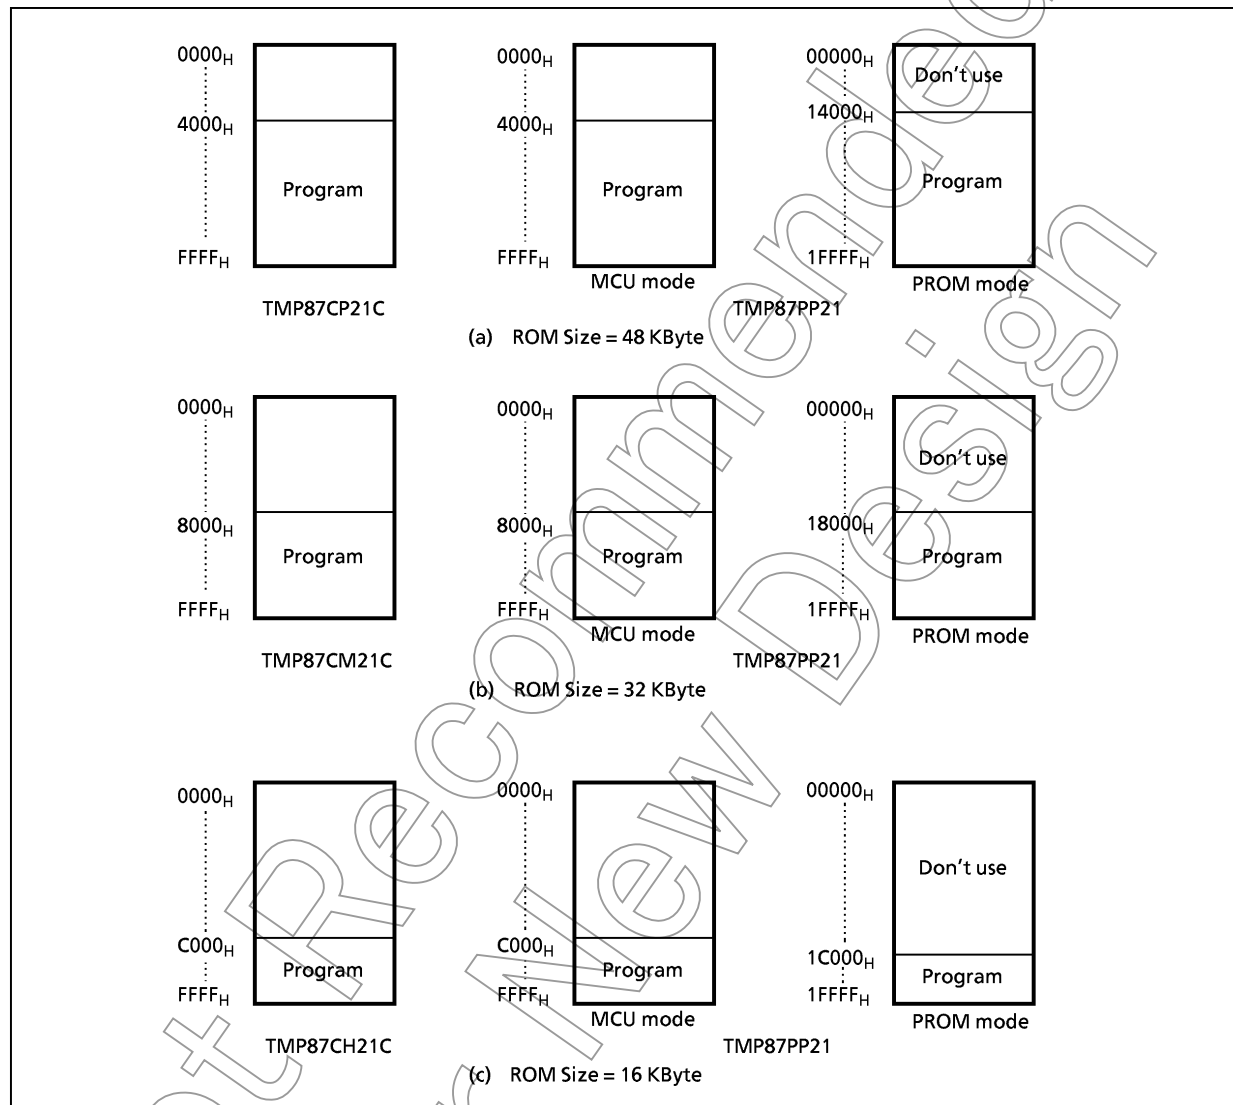 0000H 0000H 00000H
Don't use
4000H 4000H 14000H
Program Program Program
FFFFH FFFFH 1FFFFH
MCU mode PROM mode
TMP87CP21C TMP87PP21
(a) ROM Size = 48 KByte
0000H 0000H 00000H
Don't use
8000H 8000H 18000H
Program Program Program
FFFFH FFFFH 1FFFFH
MCU mode PROM mode
TMP87CM21C TMP87PP21
(b) ROM Size = 32 KByte
0000H 0000H 00000H
Don't use
C000H C000H 1C000H
Program Program Program
FFFFH FFFFH 1FFFFH
MCU mode PROM mode
TMP87CH21C TMP87PP21
(c) ROM Size = 16 KByte
Recommended
New Design